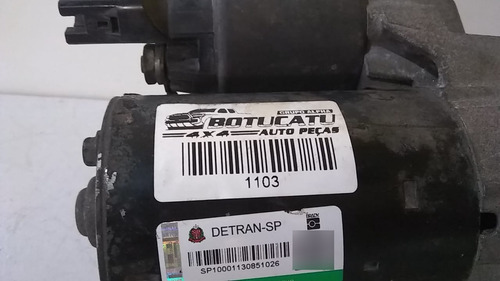 GRUPO ALPHA
BOTUCATU
4X4 AUTO PEÇAS
1103
DETRAN-SP
SP10001130851026